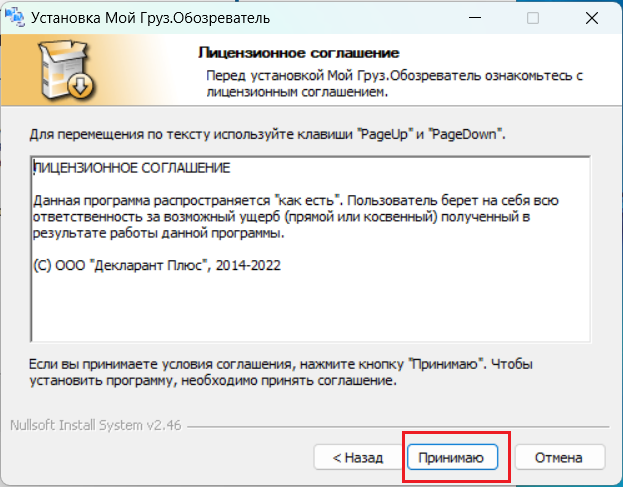 Установка Мой Груз.Обозреватель
Лицензионное соглашение
Перед установкой Мой Груз.Обозреватель ознакомьтесь с
лицензионным соглашением.
Для перемещения по тексту используйте клавиши "PageUp" и "PageDown".
ЛИЦЕНЗИОННОЕ СОГЛАШЕНИЕ
Данная программа распространяется "как есть". Пользователь берет на себя всю
ответственность за возможный ущерб (прямой или косвенный) полученный в
результате работы данной программы.
(С) ООО "Декларант Плюс", 2014-2022
Если вы принимаете условия соглашения, нажмите кнопку "Принимаю". Чтобы
установить программу, необходимо принять соглашение.
Nullsoft Install System v2.46
< Назад
Принимаю
Отмена